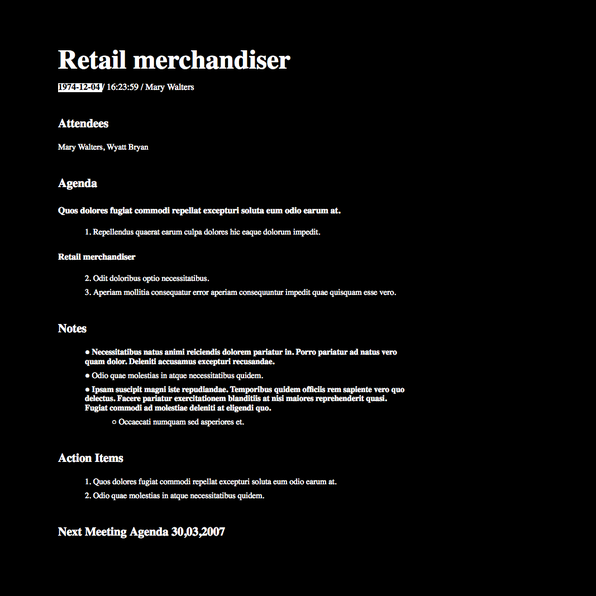 Retail merchandiser
1974-12-04 / 16:23:59 / Mary Walters
Attendees
Mary Walters, Wyatt Bryan
Agenda
Quos dolores fugiat commodi repellat excepturi soluta eum odio earum at.
1. Repellendus quaerat earum culpa dolores hic eaque dolorum impedit.
Retail merchandiser
2. Odit doloribus optio necessitatibus.
3. Aperiam mollitia consequatur error aperiam consequuntur impedit quae quisquam esse vero.
Notes
● Necessitatibus natus animi reiciendis dolorem pariatur in. Porro pariatur ad natus vero
quam dolor. Deleniti accusamus excepturi recusandae.
● Odio quae molestias in atque necessitatibus quidem.
● Ipsam suscipit magni iste repudiandae. Temporibus quidem officiis rem sapiente vero quo
delectus. Facere pariatur exercitationem blanditiis at nisi maiores reprehenderit quasi.
Fugiat commodi ad molestiae deleniti at eligendi quo.
○ Occaecati numquam sed asperiores et.
Action Items
1. Quos dolores fugiat commodi repellat excepturi soluta eum odio earum at.
2. Odio quae molestias in atque necessitatibus quidem.
Next Meeting Agenda 30,03,2007